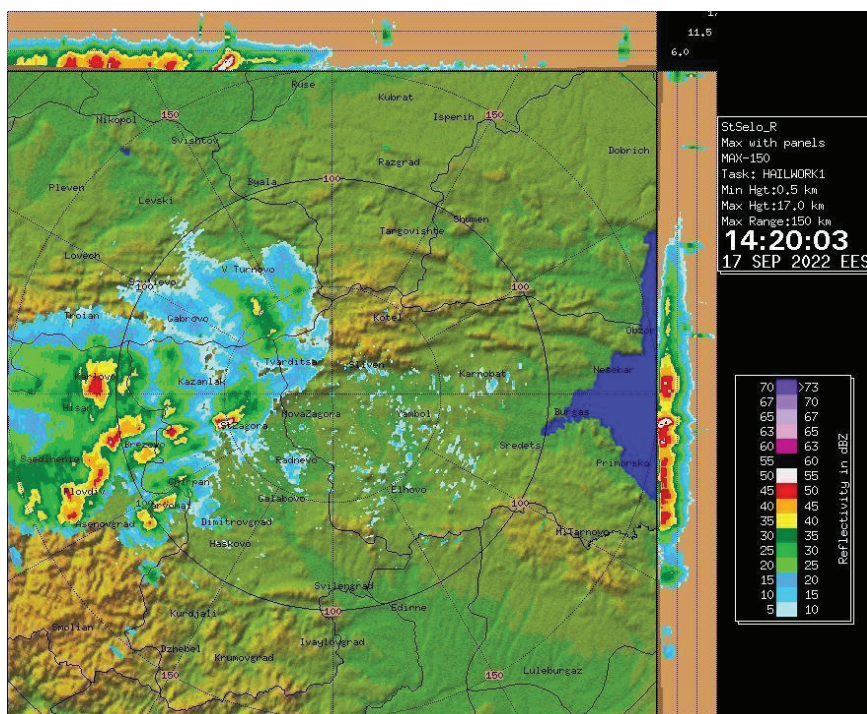 1,
11.5
6.0
StSelo_R
Max with panels
MAX-150
Task: HAILWORK1
Min Hgt:0.5 km
Max Hgt:17.0 km
Max Range:150 km
14:20:03
17 SEP 2022 EES
Ruse
Kubrat
150
150
Isperih
Nikopol
Svishtov
Dobrich
Razgrad
Byala
100
Pleven
Levski
Shumen
Targovishte
Lovech
V Turnovo
100
100
Troian
Gabrovo
Kotel
Obzor
Tvarditsa
Sliven
Karlovo
Kazanlak
Karnobat
Nesebar
Hisar
NovaZagora
Yambol
Burgas
StZagora
Brezovo
Sredets
Saedinenie
Radnevo
Primorsko
Chirpan
Plovdiv
Elhovo
Galabovo
100
100
Parvomai
Asenovgrad
Dimitrovgrad
Haskovo
M.Tarnovo
Svilengrad
Edirne
Kurdjali
100
Smolian
Dzhebel
Ivaylovgrad
Krumovgrad
150
150
Luleburgaz
70 >73
67 70
65 67
63 65
60 63
55 60
50 55
45 50
40 45
35 40
30 35
25 30
20 25
15 20
10 15
5 10
Reflectivity in dBZ